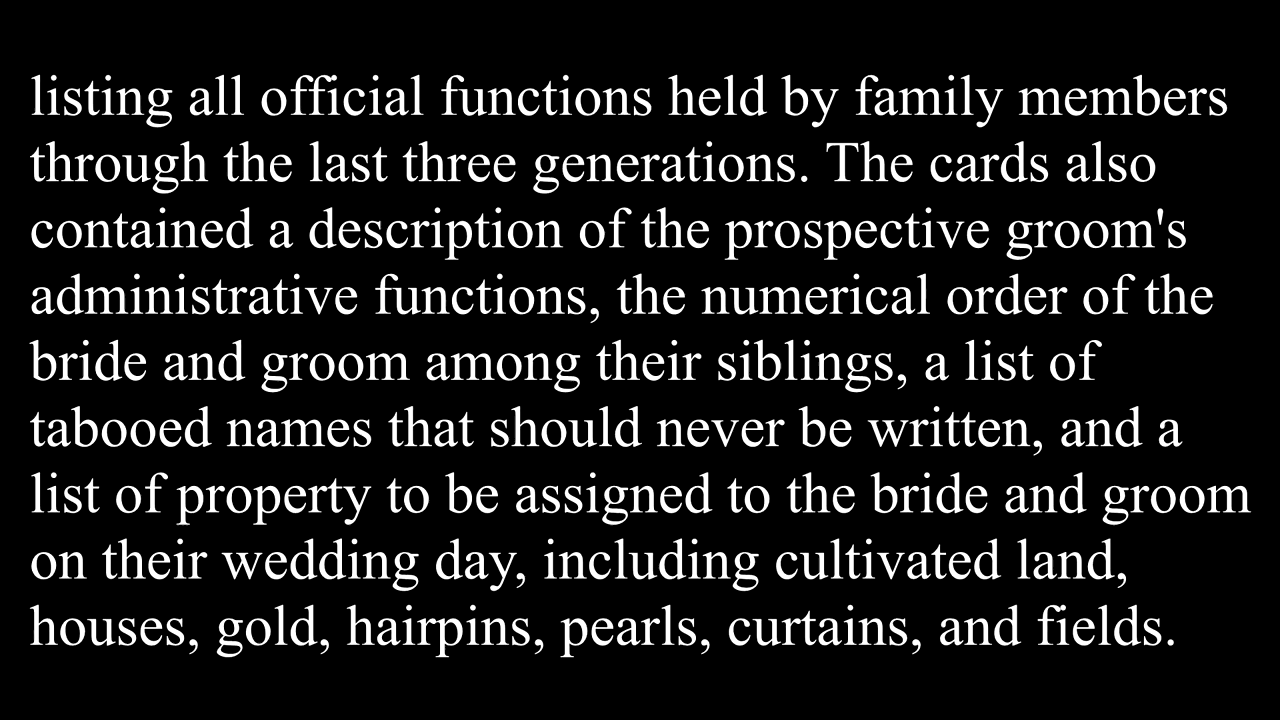 listing all official functions held by family members
through the last three generations. The cards also
contained a description of the prospective groom's
administrative functions, the numerical order of the
bride and groom among their siblings, a list of
tabooed names that should never be written, and a
list of property to be assigned to the bride and groom
on their wedding day, including cultivated land,
houses, gold, hairpins, pearls, curtains, and fields.